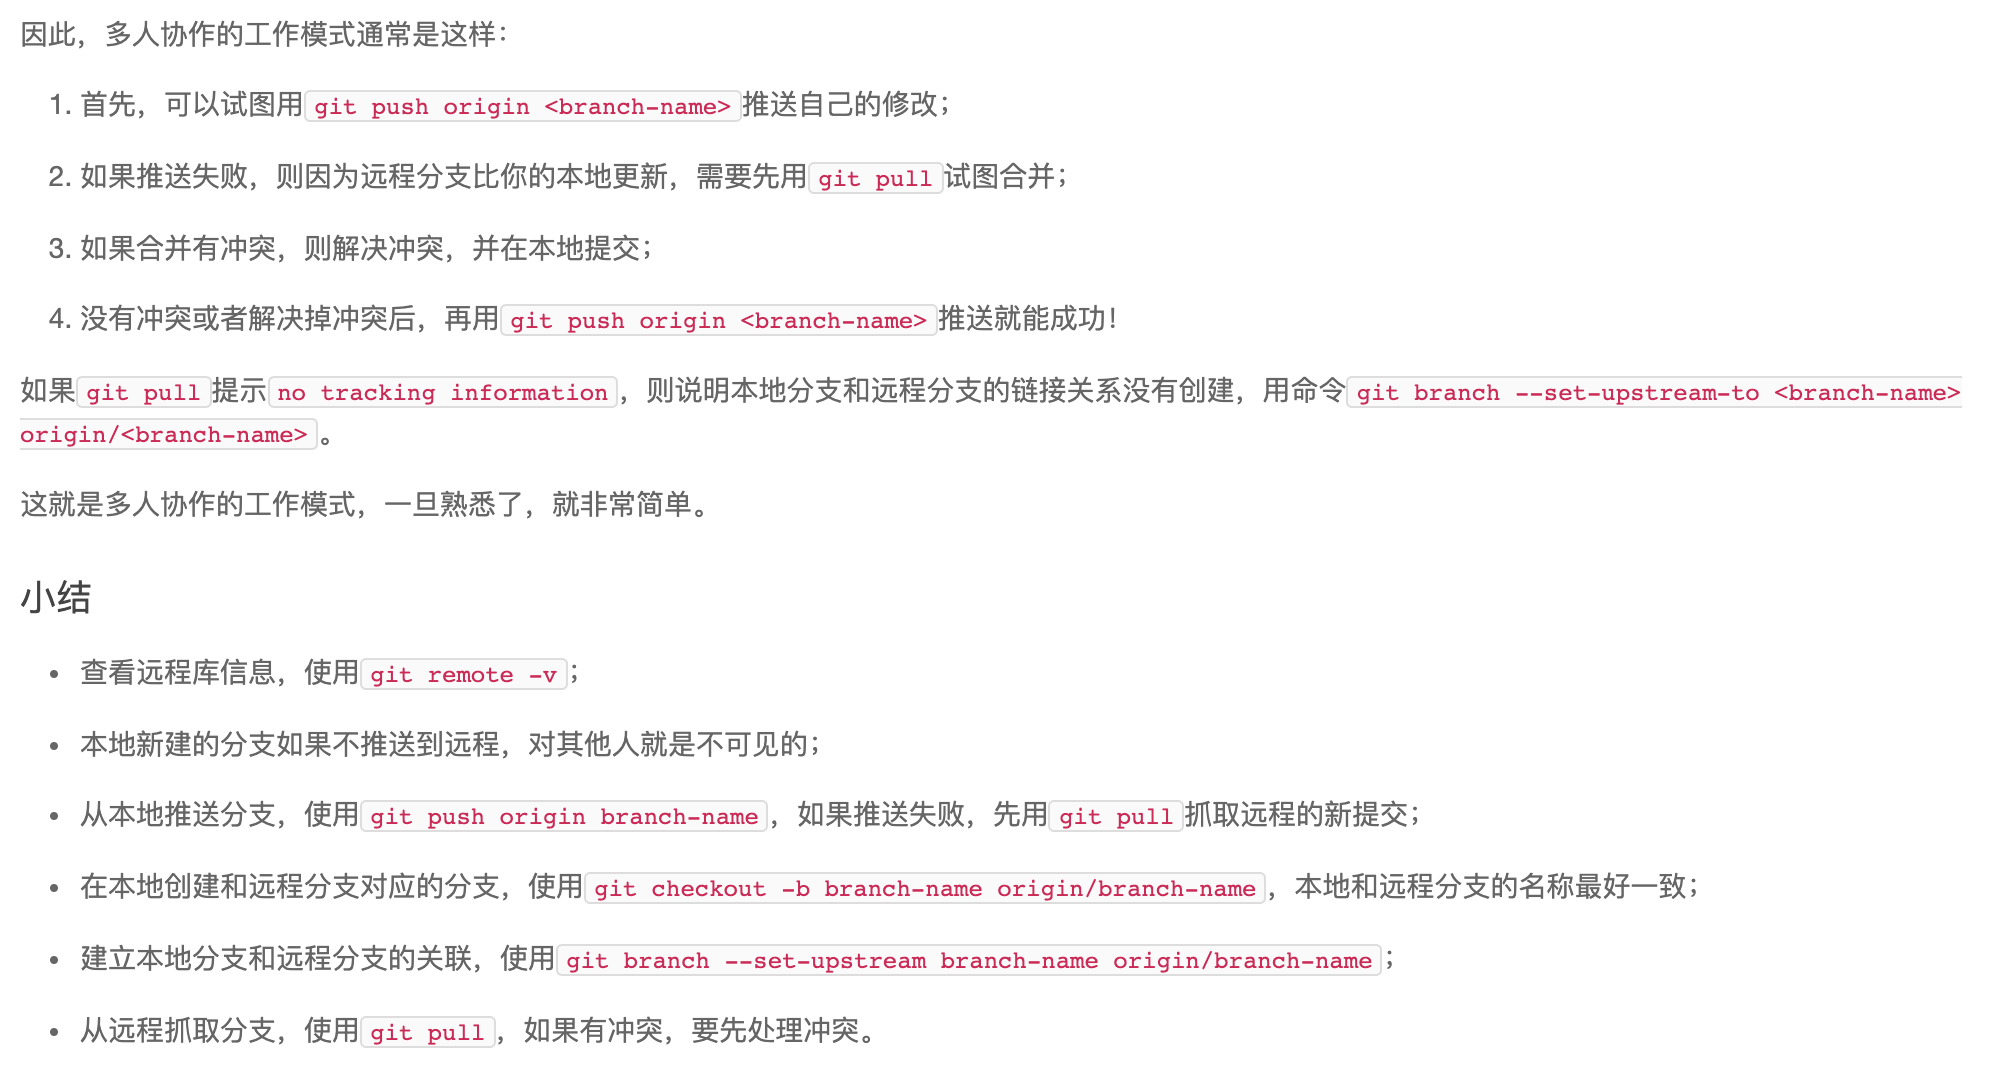 因此，多人协作的工作模式通常是这样：
1. 首先，可以试图用git push origin <branch-name>推送自己的修改；
2. 如果推送失败，则因为远程分支比你的本地更新，需要先用git pull试图合并；
3. 如果合并有冲突，则解决冲突，并在本地提交；
4. 没有冲突或者解决掉冲突后，再用git push origin <branch-name>推送就能成功！
如果git pull提示no tracking information，则说明本地分支和远程分支的链接关系没有创建，用命令git branch --set-upstream-to <branch-name>
origin/<branch-name>。
这就是多人协作的工作模式，一旦熟悉了，就非常简单。
小结
• 查看远程库信息，使用git remote -v；
• 本地新建的分支如果不推送到远程，对其他人就是不可见的；
• 从本地推送分支，使用git push origin branch-name，如果推送失败，先用git pull抓取远程的新提交；
• 在本地创建和远程分支对应的分支，使用git checkout -b branch-name origin/branch-name，本地和远程分支的名称最好一致；
• 建立本地分支和远程分支的关联，使用git branch --set-upstream branch-name origin/branch-name；
• 从远程抓取分支，使用git pull，如果有冲突，要先处理冲突。